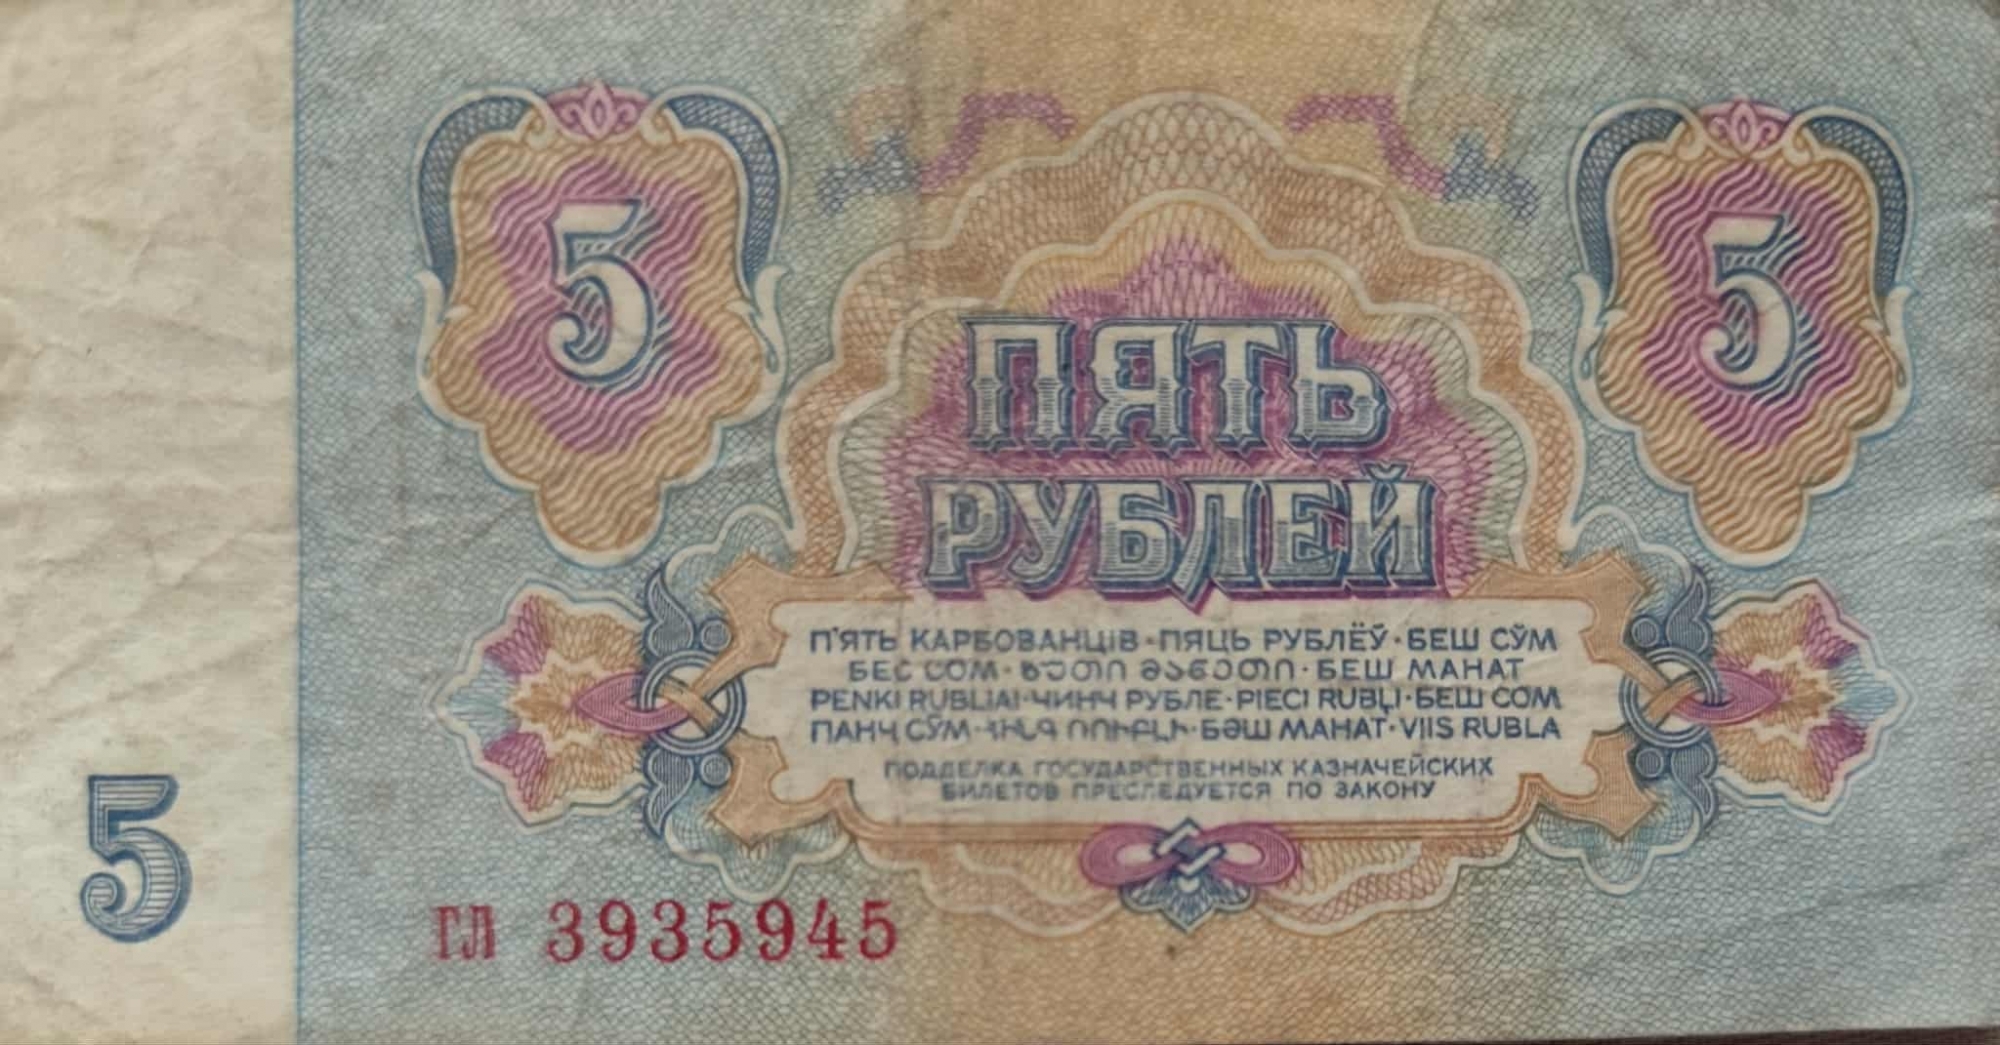 5 5
ПЯТЬ
РУБЛЕЙ
П'ЯТЬ КАРБОВАНЦІВ·ПЯЦЬ РУБЛЁЎ·БЕШ СЎМ
БЕС СОМ·ხუთი მანეთი·БЕШ МАНАТ
PENKI RUBLIAI·ЧИНЧ РУБЛЕ·PIECI RUBĻI·БЕШ СОМ
ПАНҶ СӮМ·ՀԻՆԳ ՌՈՒԲԼԻ·БӘШ МАНАТ·VIIS RUBLA
ПОДДЕЛКА ГОСУДАРСТВЕННЫХ КАЗНАЧЕЙСКИХ
БИЛЕТОВ ПРЕСЛЕДУЕТСЯ ПО ЗАКОНУ
5
ГЛ 3935945